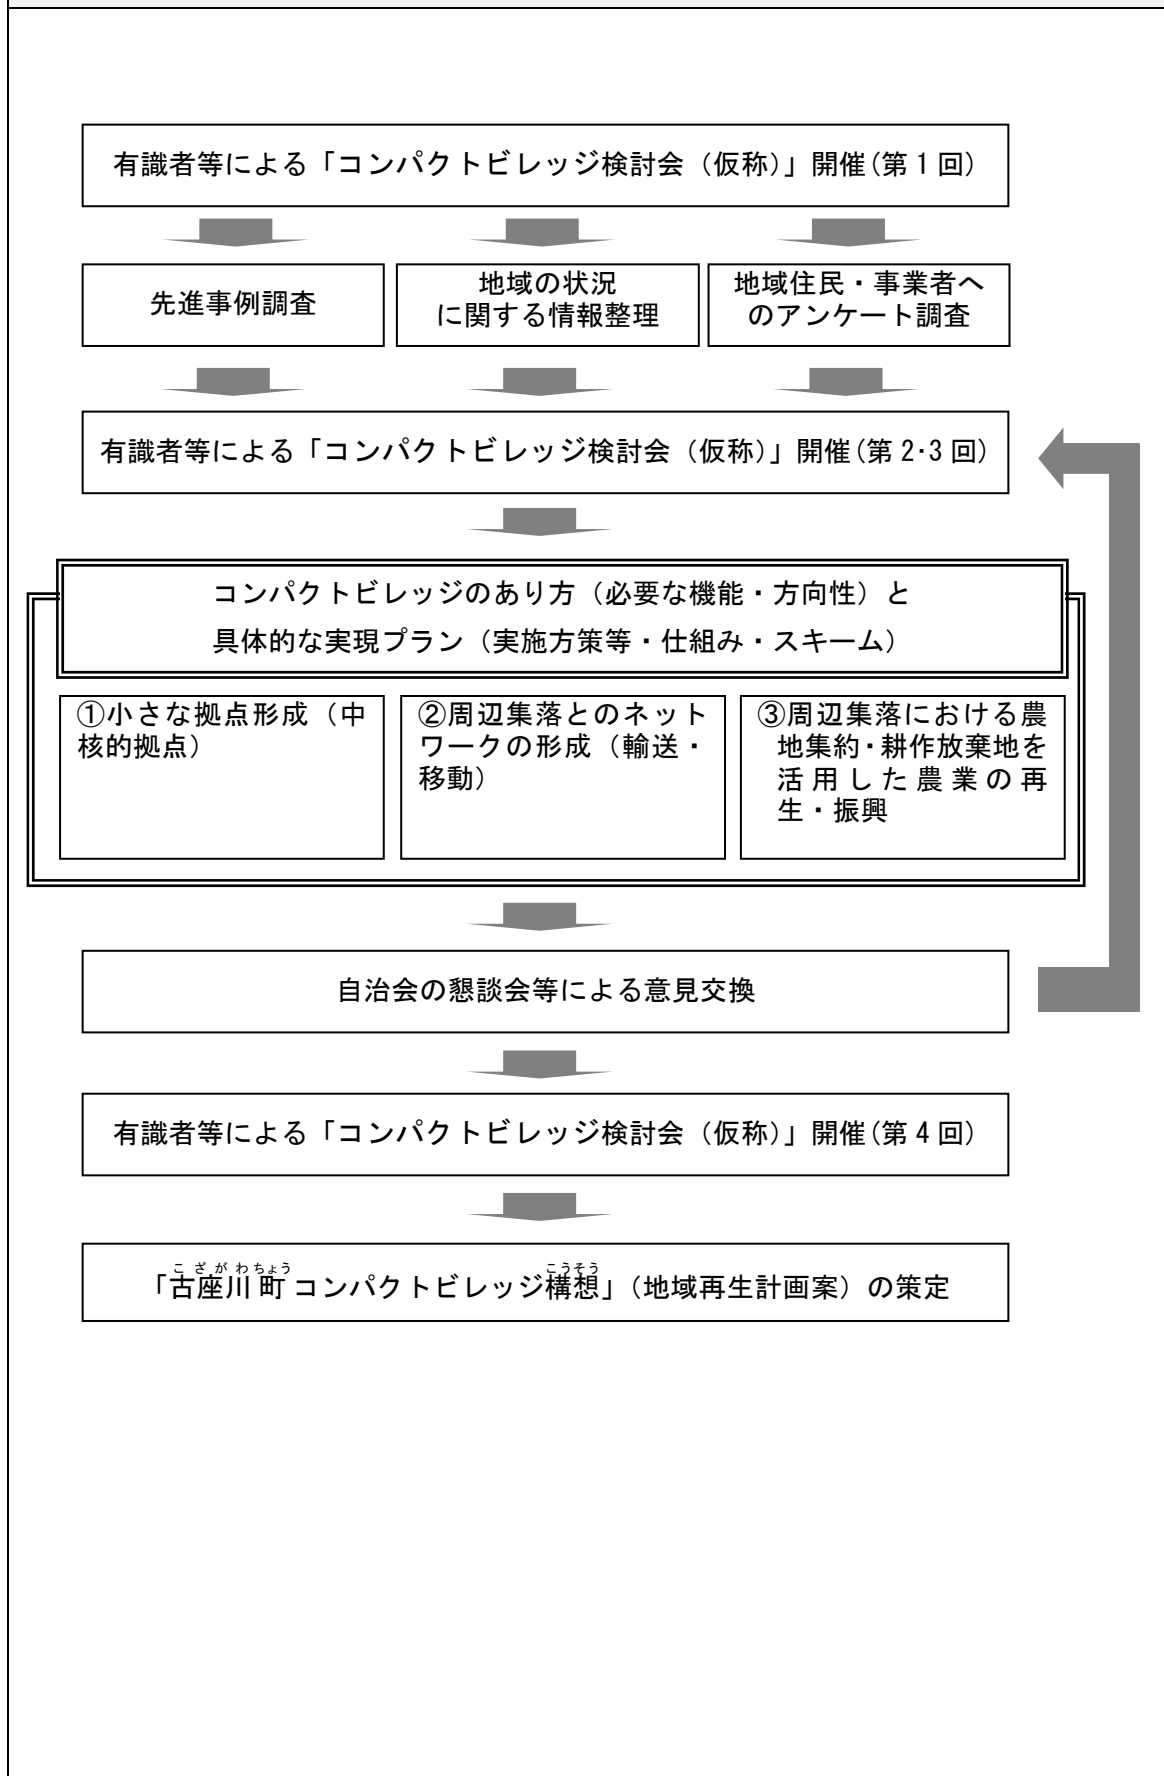 有識者等による「コンパクトビレッジ検討会（仮称）」開催(第1回)
先進事例調査
地域の状況
に関する情報整理
地域住民・事業者へ
のアンケート調査
有識者等による「コンパクトビレッジ検討会（仮称）」開催(第2･3回)
コンパクトビレッジのあり方（必要な機能・方向性）と
具体的な実現プラン（実施方策等・仕組み・スキーム）
①小さな拠点形成（中
核的拠点）
②周辺集落とのネット
ワークの形成（輸送・
移動）
③周辺集落における農
地集約・耕作放棄地を
活用した農業の再
生・振興
自治会の懇談会等による意見交換
有識者等による「コンパクトビレッジ検討会（仮称）」開催(第4回)
こざがわちょう こうそう
「古座川町コンパクトビレッジ構想」（地域再生計画案）の策定